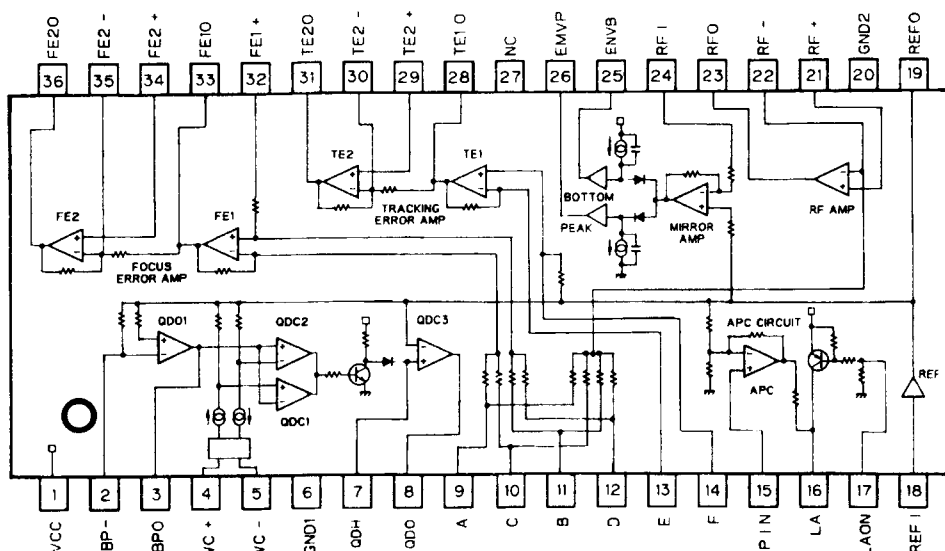 FE2O
FE2 -
FE2 +
FE1O
FE1 +
TE2O
TE2 -
TE2 +
TE1 O
NC
EMVP
ENVB
RF I
RFO
RF -
RF +
GND2
REFO
36
35
34
33
32
31
30
29
28
27
26
25
24
23
22
21
20
19
TE2
TE1
BOTTOM
TRACKING
ERROR AMP
PEAK
MIRROR
AMP
RF AMP
FE2
FE1
FOCUS
ERROR AMP
QDO1
QDC2
QDC3
QDC1
APC CIRCUIT
APC
REF
1
2
3
4
5
6
7
8
9
10
11
12
13
14
15
16
17
18
VCC
BP-
BPO
WC +
WC -
GND1
QDH
QDO
A
C
B
D
E
F
P IN
LA
LAON
REF I